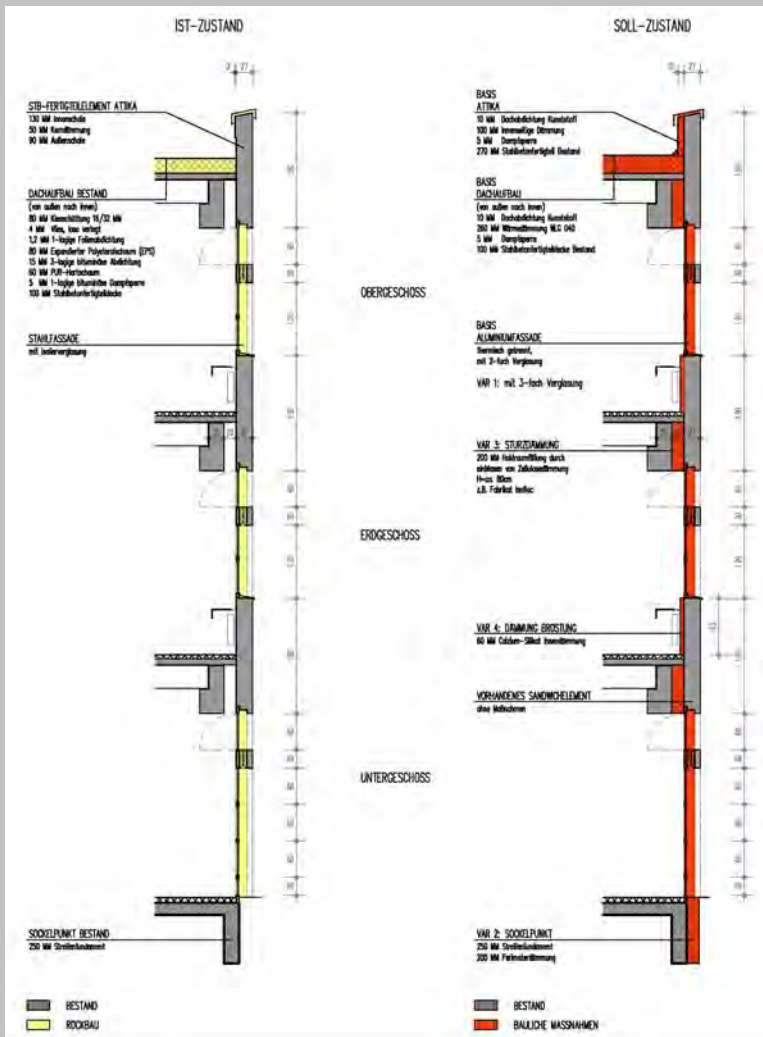 IST-ZUSTAND
STB-FERTIGTEILELEMENT ATTIKA
130 MM Innenschale
50 MM Kerndämmung
90 MM Außenschale
DACHAUFBAU BESTAND
(von außen nach innen)
80 MM Kiesschüttung 16/32 MM
4 MM Vlies, lose verlegt
1,2 MM 1-lagige Folienabdichtung
80 MM Expandierter Polystyrolschaum (EPS)
15 MM 3-lagige bituminöse Abdichtung
60 MM PUR-Hartschaum
5 MM 1-lagige bituminöse Dampfsperre
100 MM Stahlbetonfertigteildecke
STAHLFASSADE
mit Isolierverglasung
SOCKELPUNKT BESTAND
250 MM Streifenfundament
BESTAND
RÜCKBAU
OBERGESCHOSS
ERDGESCHOSS
UNTERGESCHOSS
SOLL-ZUSTAND
BASIS
ATTIKA
10 MM Dachabdichtung Kunststoff
100 MM Innenseitige Dämmung
5 MM Dampfsperre
270 MM Stahlbetonfertigteil Bestand
BASIS
DACHAUFBAU
(von außen nach innen)
10 MM Dachabdichtung Kunststoff
260 MM Wärmedämmung WLG 040
5 MM Dampfsperre
100 MM Stahlbetonfertigteildecke Bestand
BASIS
ALUMINIUMFASSADE
thermisch getrennt,
mit 2-fach Verglasung
VAR 1: mit 3-fach Verglasung
VAR 3: STURZDÄMMUNG
200 MM Hohlraumfüllung durch
einblasen von Zellulosedämmung
H=ca. 80cm
z.B. Fabrikat Isofloc
VAR 4: DÄMMUNG BRÜSTUNG
60 MM Calzium-Silikat Innendämmung
VORHANDENES SANDWICHELEMENT
ohne Maßnahmen
VAR 2: SOCKELPUNKT
250 MM Streifenfundament
200 MM Perimeterdämmung
BESTAND
BAULICHE MASSNAHMEN